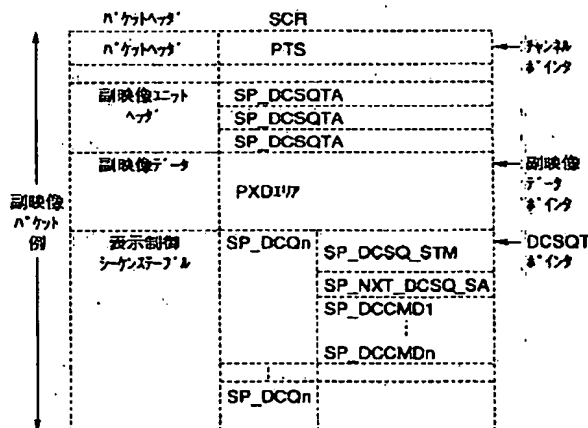 ﾊﾟｹｯﾄﾍｯﾀﾞ SCR
ﾊﾟｹｯﾄﾍｯﾀﾞ PTS
ﾁｬﾝﾈﾙ
ﾎﾟｲﾝﾀ
副映像ﾕﾆｯﾄ
ﾍｯﾀﾞ
SP_DCSQTA
SP_DCSQTA
SP_DCSQTA
副映像ﾃﾞｰﾀ
PXDｴﾘｱ
副映像
ﾃﾞｰﾀ
ﾎﾟｲﾝﾀ
副映像
ﾊﾟｹｯﾄ
例
表示制御
ｼｰｹﾝｽﾃｰﾌﾞﾙ
SP_DCQn
SP_DCSQ_STM
DCSQT
ﾎﾟｲﾝﾀ
SP_NXT_DCSQ_SA
SP_DCCMD1
SP_DCCMDn
SP_DCQn